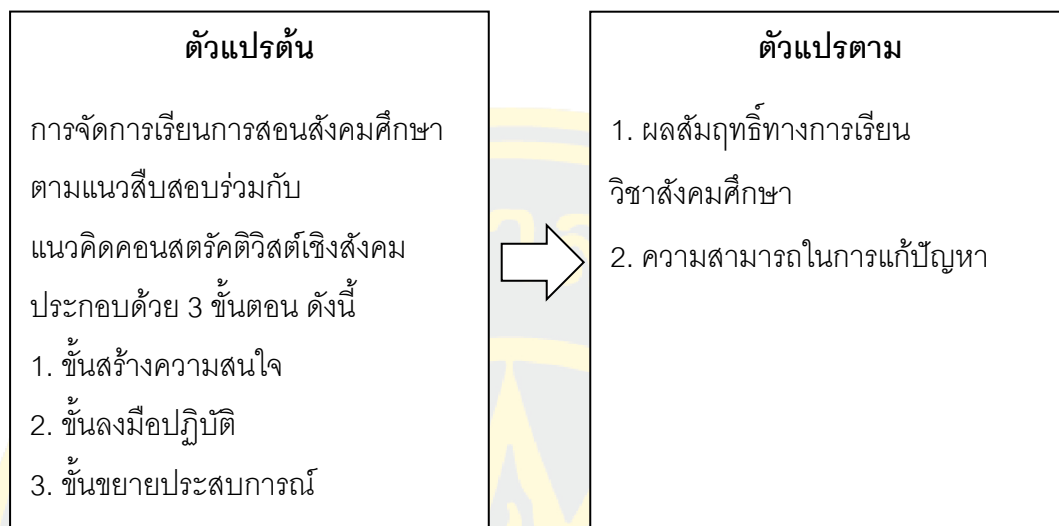 ตัวแปรต้น
การจัดการเรียนการสอนสังคมศึกษา
ตามแนวสืบสอบร่วมกับ
แนวคิดคอนสตรัคติวิสต์เชิงสังคม
ประกอบด้วย 3 ขั้นตอน ดังนี้
1. ขั้นสร้างความสนใจ
2. ขั้นลงมือปฏิบัติ
3. ขั้นขยายประสบการณ์
ตัวแปรตาม
1. ผลสัมฤทธิ์ทางการเรียน
วิชาสังคมศึกษา
2. ความสามารถในการแก้ปัญหา